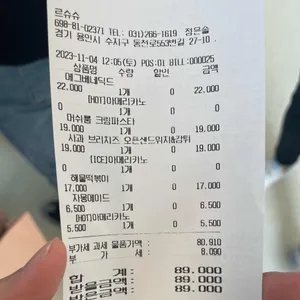 르슈슈
698-81-02371 TEL: 031)266-1619 정은솔
경기 용인시 수지구 동천로553번길 27-10 .
2023-11-04 12:05(토) POS:01 BILL:000025
상품명 수량 할인 금액
에그베네딕트
22,000 1개 0 22,000
[HOT]아메리카노
0 1개 0 0
머쉬룸 크림파스타
19,000 1개 0 19,000
사과 브리치즈 오픈샌드위치&감튀
19,000 1개 0 19,000
[ICE]아메리카노
0 1개 0 0
해물떡볶이
17,000 1개 0 17,000
자몽에이드
6,500 1개 0 6,500
[HOT]아메리카노
5,500 1개 0 5,500
부가세 과세 물품가액 : 80,910
부 가 세 : 8,090
합 계: 89,000
받을금액: 89,000
받은금액: 89,000